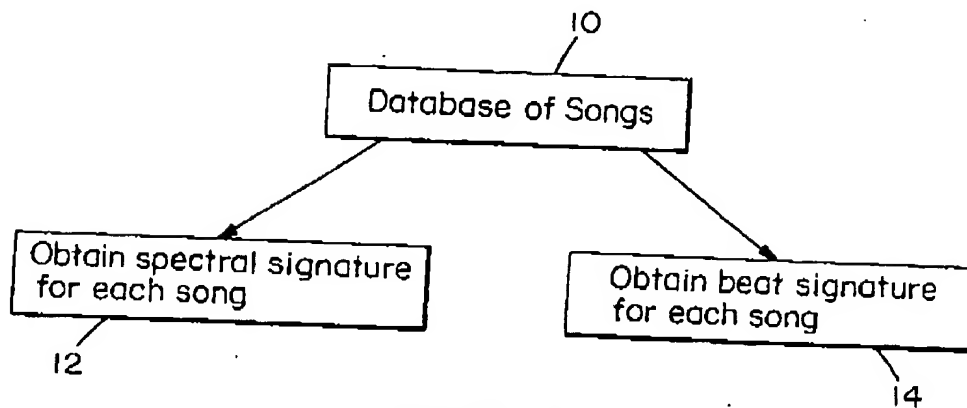 10
Database of Songs
Obtain spectral signature
for each song
12
Obtain beat signature
for each song
14